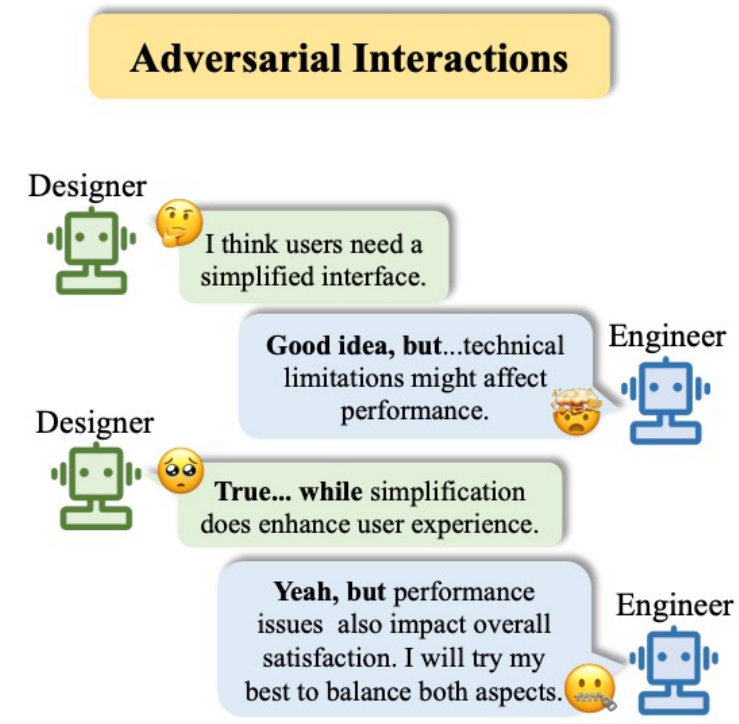 Adversarial Interactions
Designer
I think users need a
simplified interface.
Engineer
Good idea, but...technical
limitations might affect
performance.
Designer
True... while simplification
does enhance user experience.
Engineer
Yeah, but performance
issues also impact overall
satisfaction. I will try my
best to balance both aspects.